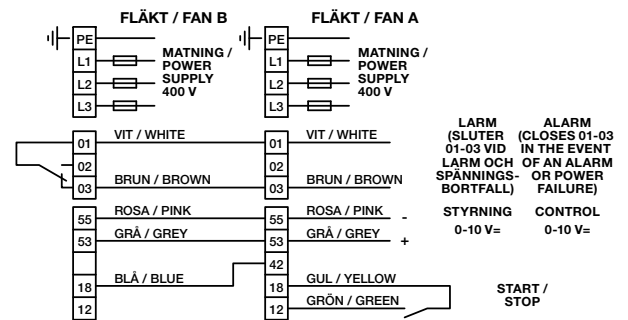 FLÄKT / FAN B
FLÄKT / FAN A
PE
L1
L2
L3
MATNING /
POWER
SUPPLY
400 V
PE
L1
L2
L3
MATNING /
POWER
SUPPLY
400 V
01
VIT / WHITE
01
VIT / WHITE
02
02
03
BRUN / BROWN
03
BRUN / BROWN
LARM
(SLUTER
01-03 VID
LARM OCH
SPÄNNINGS-
BORTFALL)
ALARM
(CLOSES 01-03
IN THE EVENT
OF AN ALARM
OR POWER
FAILURE)
55
ROSA / PINK
55
ROSA / PINK
-
53
GRÅ / GREY
53
GRÅ / GREY
+
STYRNING
0-10 V=
CONTROL
0-10 V=
42
18
BLÅ / BLUE
18
GUL / YELLOW
12
12
GRÖN / GREEN
START /
STOP